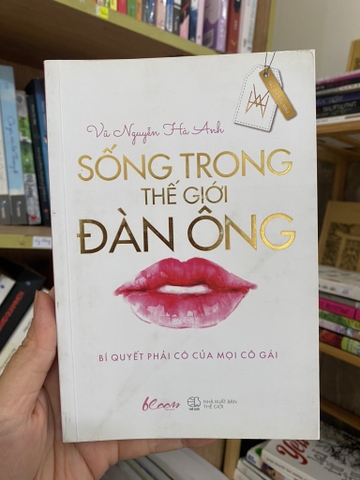 Vũ Nguyễn Hà Anh
SỐNG TRONG
THẾ GIỚI
ĐÀN ÔNG
BÍ QUYẾT PHẢI CÓ CỦA MỌI CÔ GÁI
bloom
NHÀ XUẤT BẢN
THẾ GIỚI